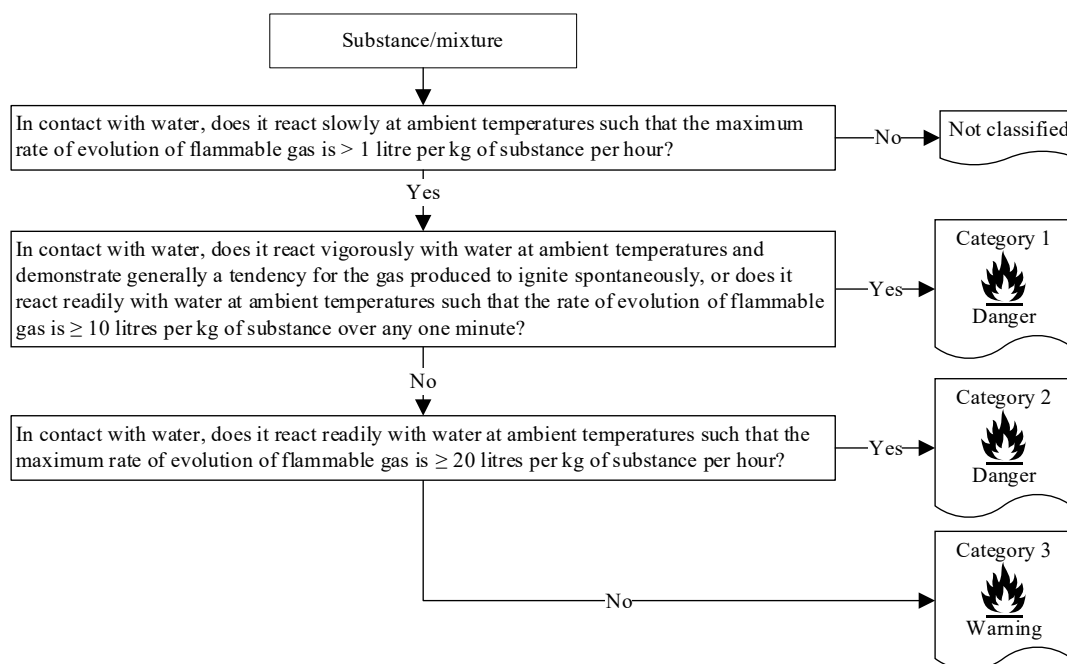 Substance/mixture
In contact with water, does it react slowly at ambient temperatures such that the maximum
rate of evolution of flammable gas is > 1 litre per kg of substance per hour?
No
Not classified
Yes
In contact with water, does it react vigorously with water at ambient temperatures and
demonstrate generally a tendency for the gas produced to ignite spontaneously, or does it
react readily with water at ambient temperatures such that the rate of evolution of flammable
gas is ≥ 10 litres per kg of substance over any one minute?
Yes
Category 1
Danger
No
In contact with water, does it react readily with water at ambient temperatures such that the
maximum rate of evolution of flammable gas is ≥ 20 litres per kg of substance per hour?
Yes
Category 2
Danger
No
Category 3
Warning